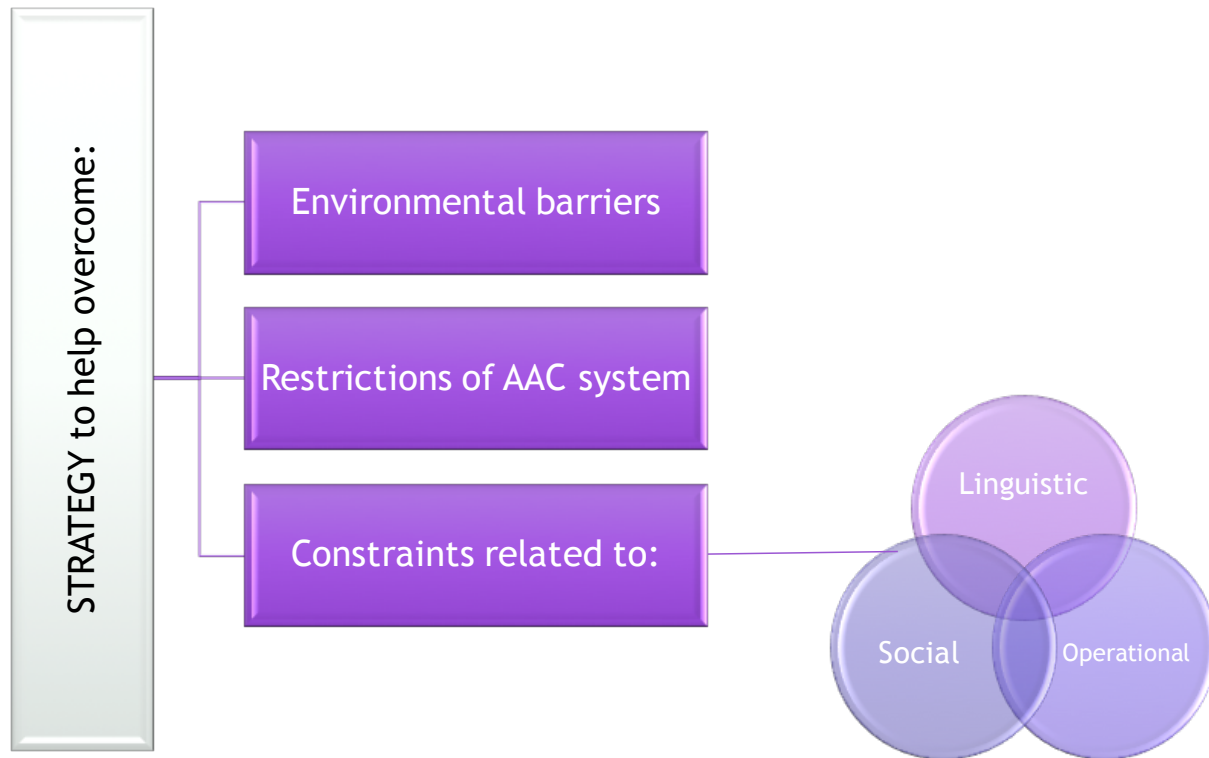 STRATEGY to help overcome:
Environmental barriers
Restrictions of AAC system
Constraints related to:
Linguistic
Social
Operational